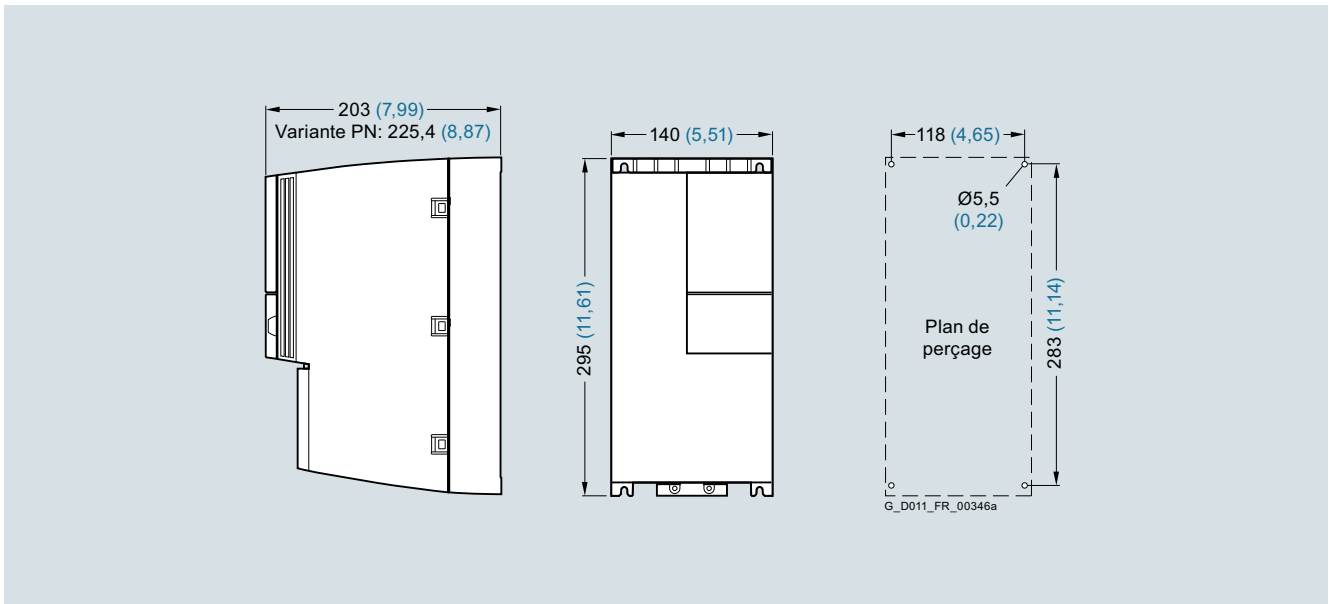 203 (7,99)
Variante PN: 225,4 (8,87)
140 (5,51)
295 (11,61)
118 (4,65)
Ø5,5
(0,22)
283 (11,14)
Plan de
perçage
G_D011_FR_00346a